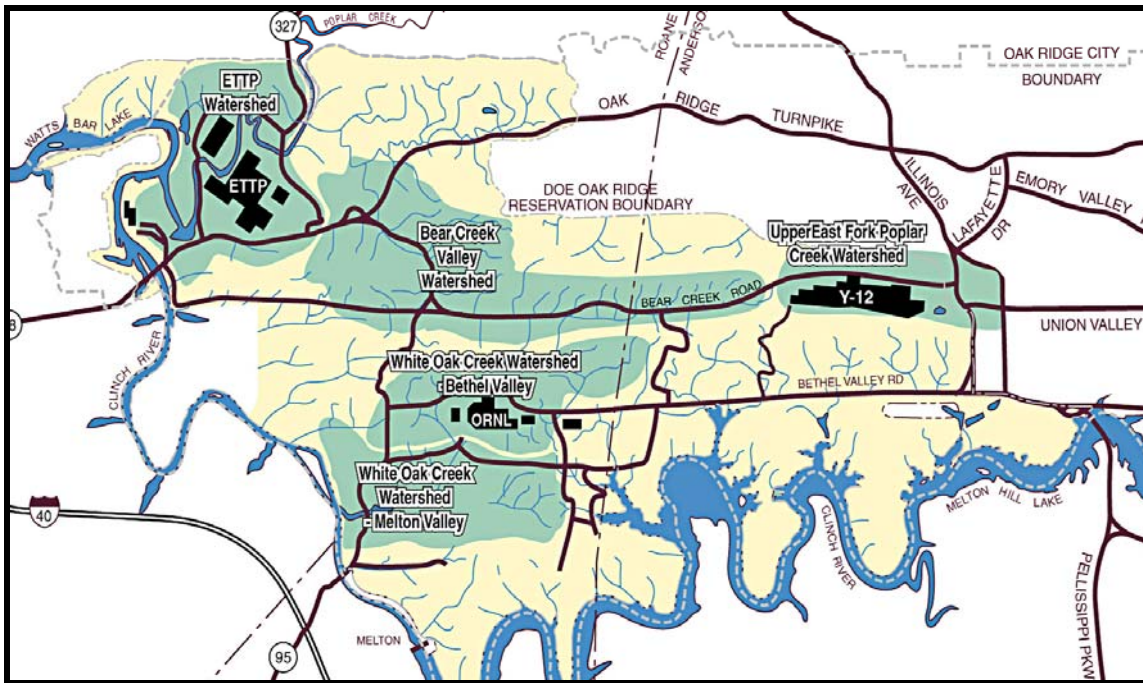 327
POPLAR CREEK
ROANE
ANDERSON
OAK RIDGE CITY
BOUNDARY
ETTP
Watershed
WATTS BAR LAKE
OAK RIDGE TURNPIKE
ETTP
DOE OAK RIDGE
RESERVATION BOUNDARY
ILLINOIS
AVE
LAFAYETTE
DR
EMORY VALLEY
Bear Creek
Valley
Watershed
UpperEast Fork Poplar
Creek Watershed
Y-12
BEAR CREEK ROAD
8
UNION VALLEY
CLINCH RIVER
White Oak Creek Watershed
- Bethel Valley
BETHEL VALLEY RD
ORNL
White Oak Creek
Watershed
- Melton Valley
40
MELTON HILL LAKE
CLINCH RIVER
PELLISSIPPI PKW
MELTON
95